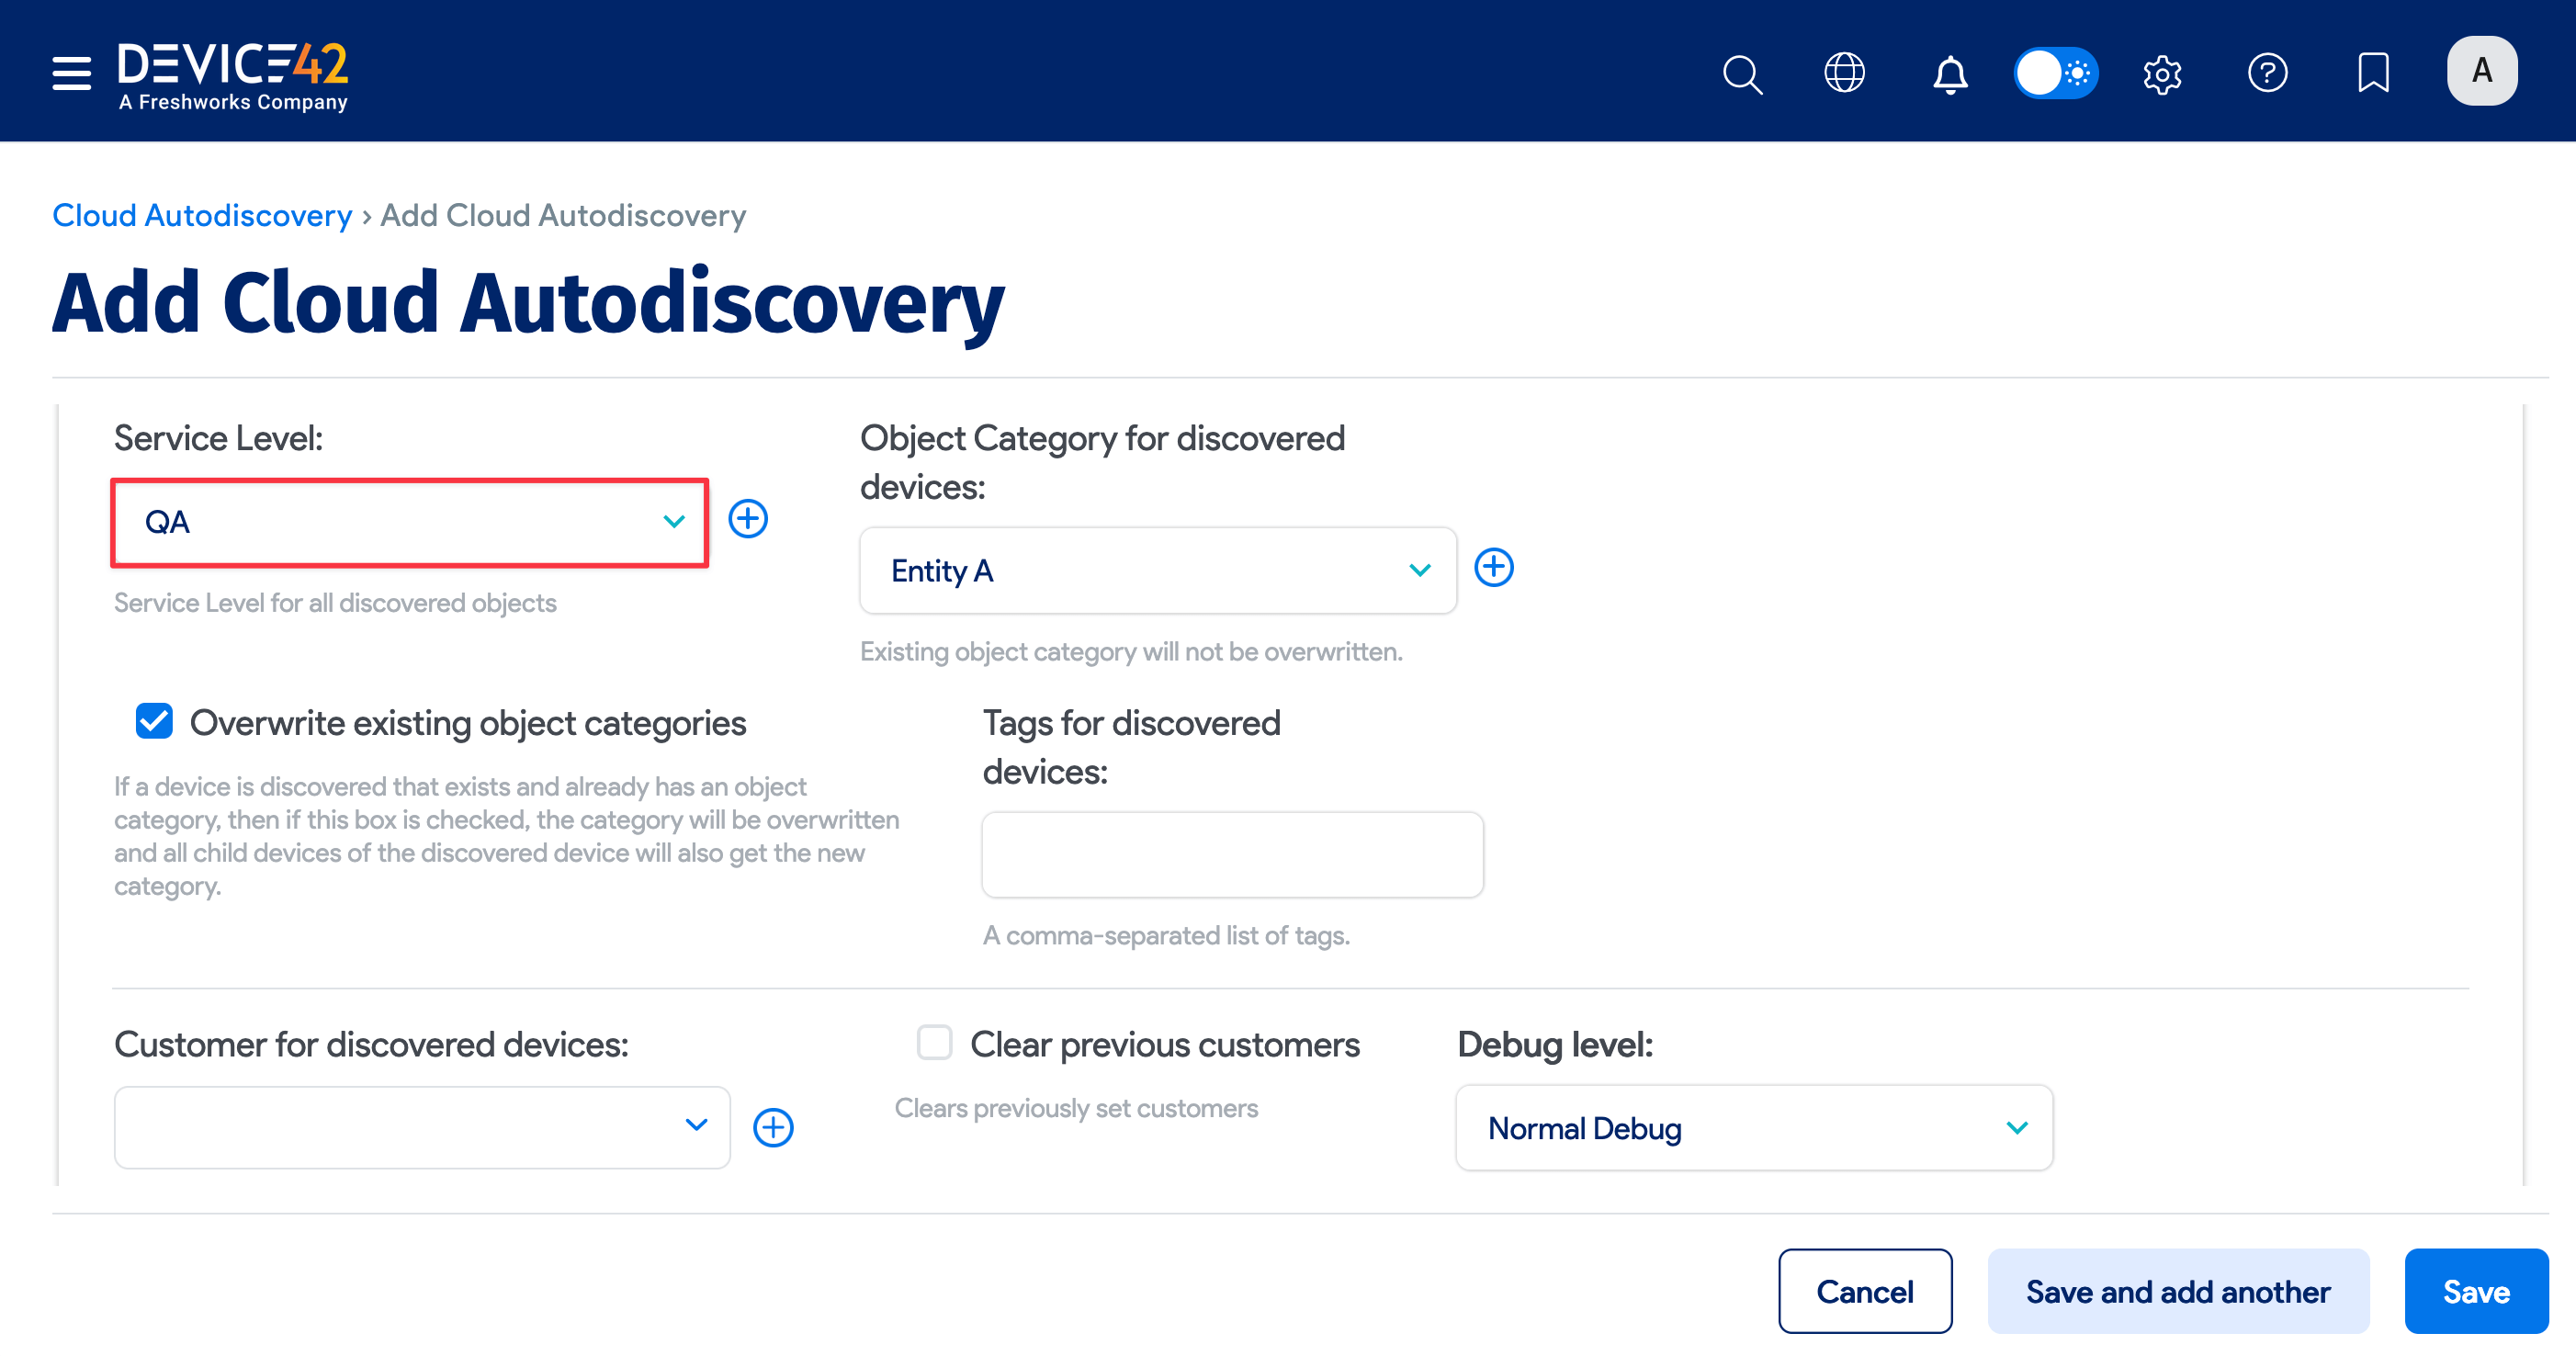 DEVICE42
A Freshworks Company
A
Cloud Autodiscovery › Add Cloud Autodiscovery
Add Cloud Autodiscovery
Service Level:
QA
Service Level for all discovered objects
Object Category for discovered
devices:
Entity A
Existing object category will not be overwritten.
Overwrite existing object categories
If a device is discovered that exists and already has an object
category, then if this box is checked, the category will be overwritten
and all child devices of the discovered device will also get the new
category.
Tags for discovered
devices:
A comma-separated list of tags.
Customer for discovered devices:
Clear previous customers
Clears previously set customers
Debug level:
Normal Debug
Cancel
Save and add another
Save